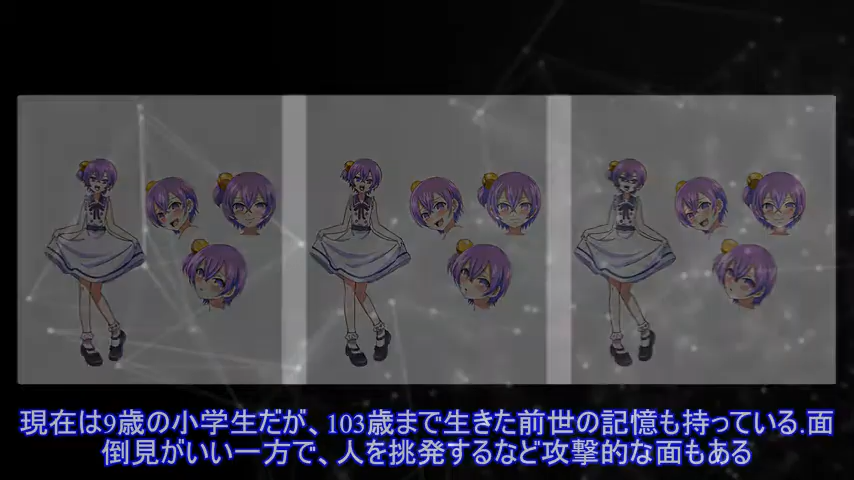 現在は9歳の小学生だが、103歳まで生きた前世の記憶も持っている.面
倒見がいい一方で、人を挑発するなど攻撃的な面もある